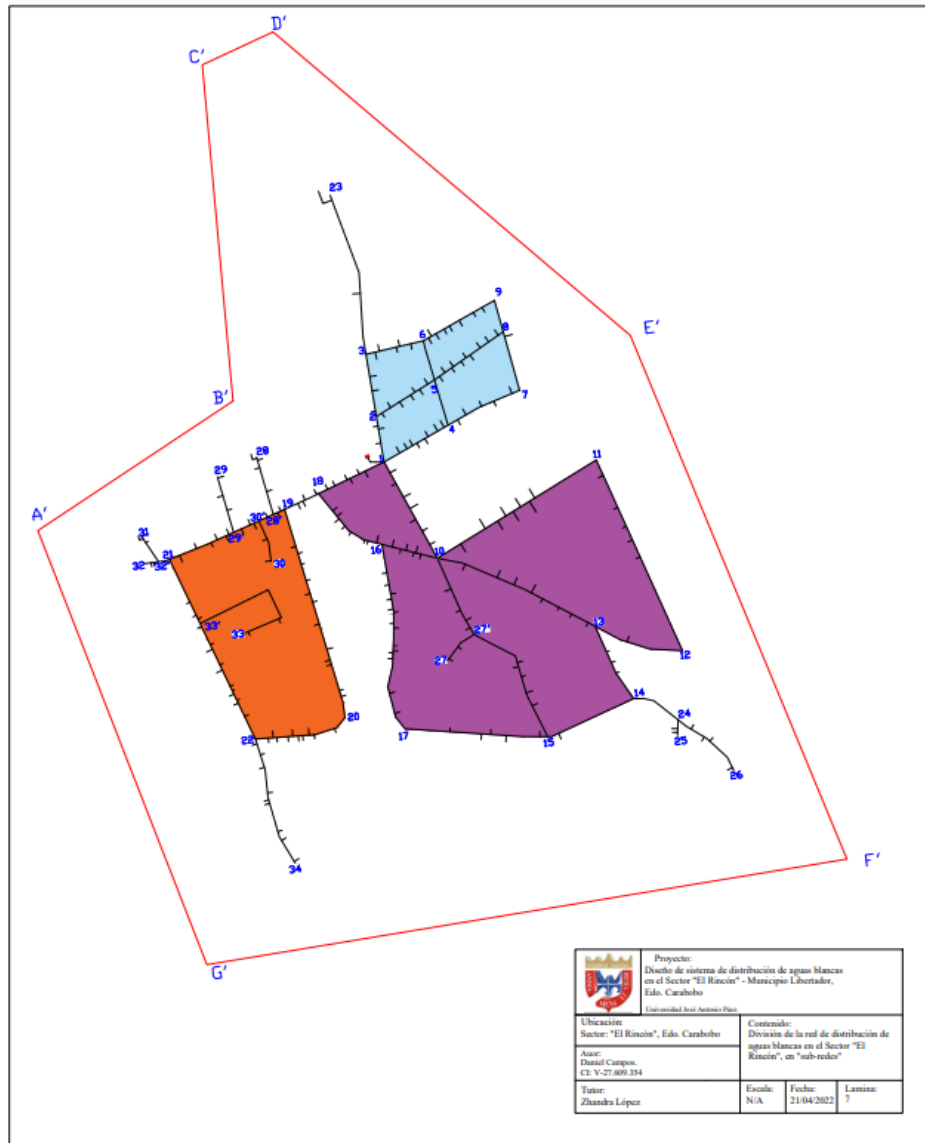 D'
C'
23
9
8
6
E'
3
5
7
B'
2
4
1
11
28
29
18
19
30'
28'
A'
31
29'
16
10
21
32
32'
30
33'
33
13
27'
27
12
14
20
24
17
22
15
25
26
34
F'
G'
Proyecto:
Diseño de sistema de distribución de aguas blancas
en el Sector "El Rincón" - Municipio Libertador,
Edo. Carabobo
Universidad José Antonio Páez.
Ubicación:
Sector: "El Rincón", Edo. Carabobo
Contenido:
División de la red de distribución de
aguas blancas en el Sector "El
Rincón", en "sub-redes"
Autor:
Daniel Campos.
CI: V-27.609.354
Tutor:
Zhandra López
Escala:
N/A
Fecha:
21/04/2022
Lamina:
7